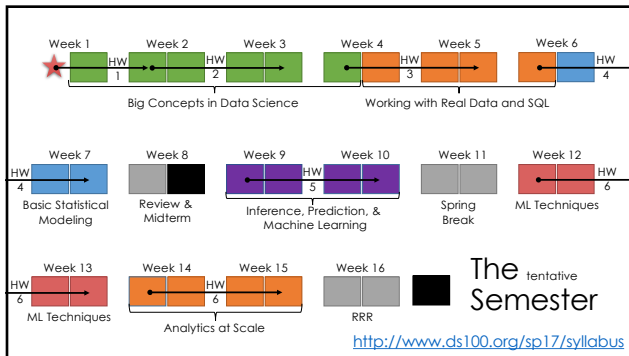 Week 1 Week 2 Week 3 Week 4 Week 5 Week 6
HW 1 HW 2 HW 3 HW 4
Big Concepts in Data Science Working with Real Data and SQL
Week 7 Week 8 Week 9 Week 10 Week 11 Week 12
HW 4 HW 5 HW 6
Basic Statistical Modeling
Review & Midterm
Inference, Prediction, & Machine Learning
Spring Break
ML Techniques
Week 13 Week 14 Week 15 Week 16
HW 6 HW 6
ML Techniques
Analytics at Scale
RRR
The tentative
Semester
http://www.ds100.org/sp17/syllabus